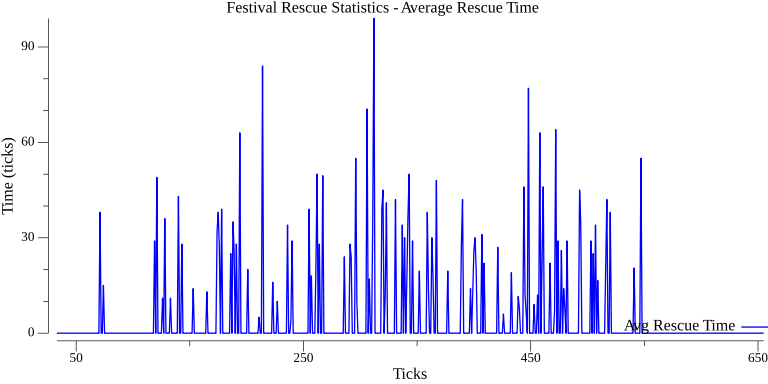 Festival Rescue Statistics - Average Rescue Time
90
60
30
0
Time (ticks)
Avg Rescue Time
50
250
450
650
Ticks